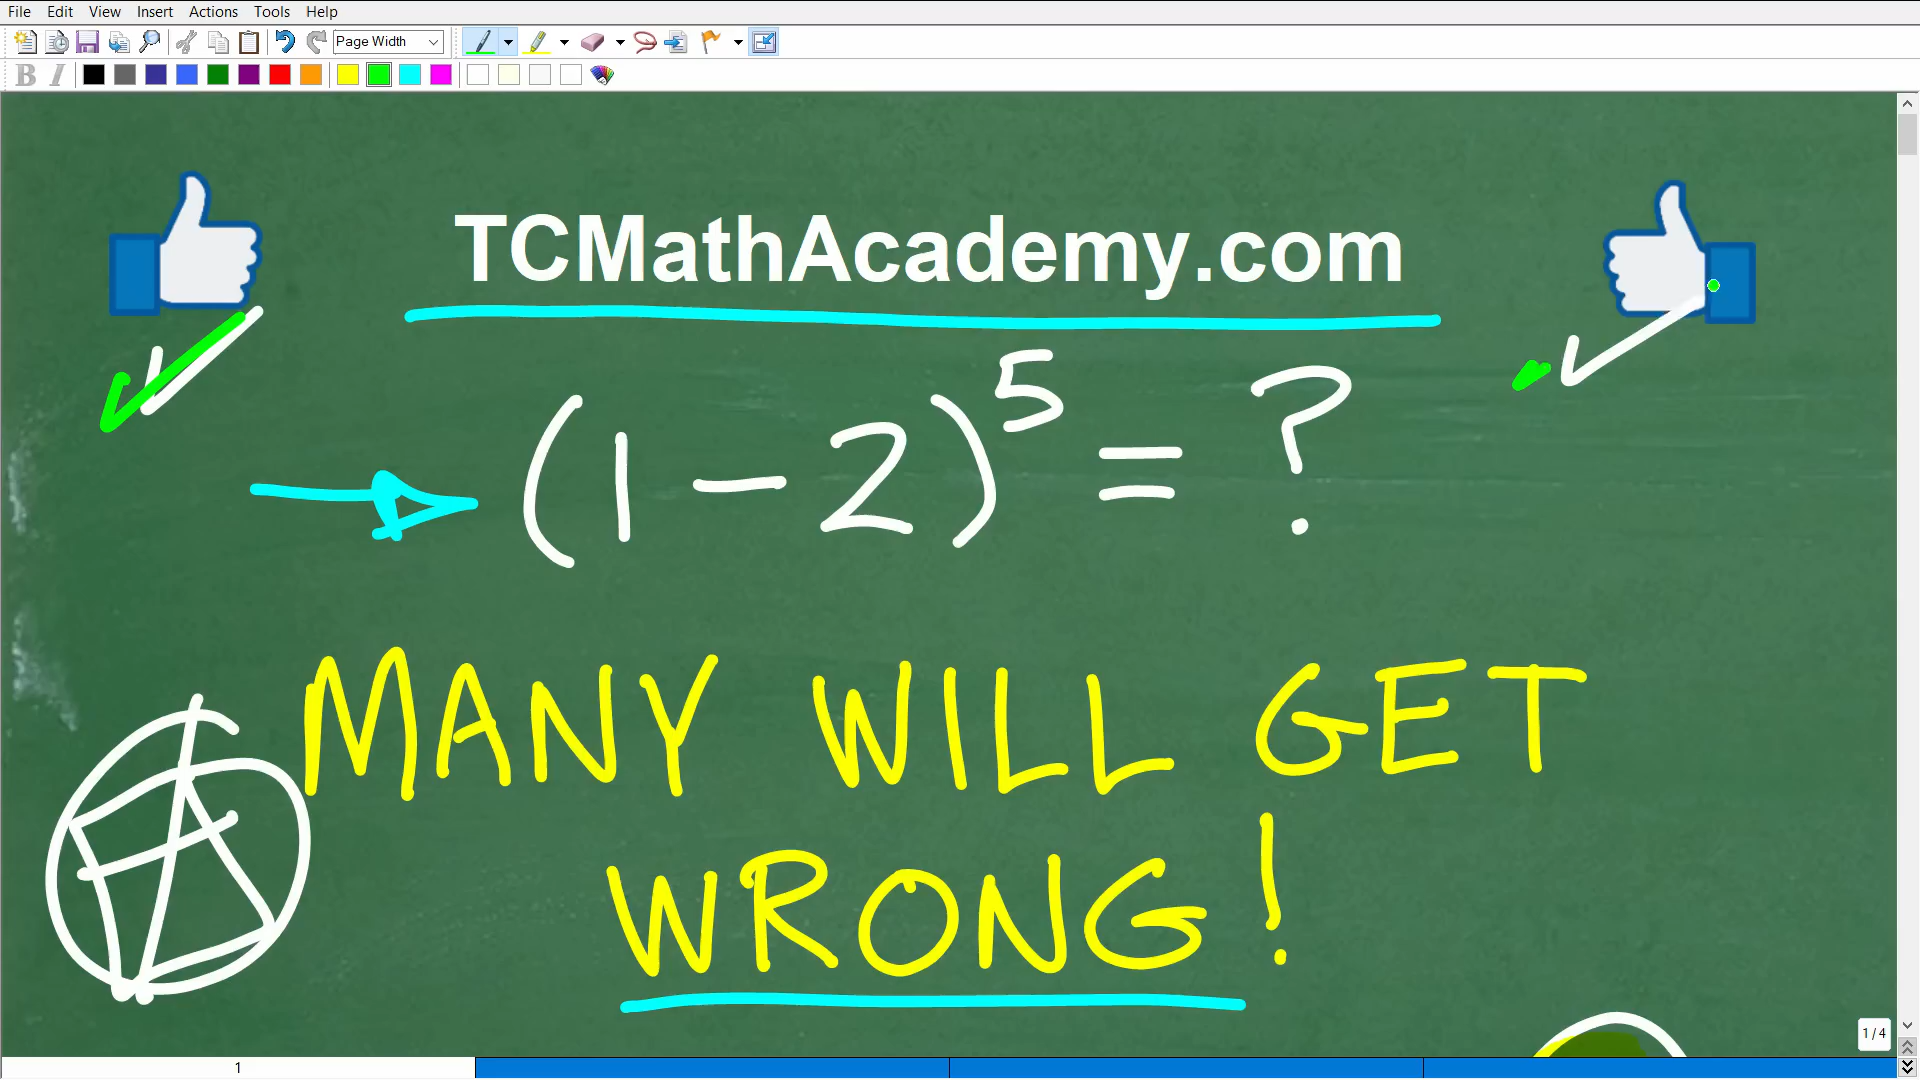 File Edit View Insert Actions Tools Help
Page Width
B I
TCMathAcademy.com
(1-2)⁵ = ?
MANY WILL GET
WRONG!
1 / 4
1